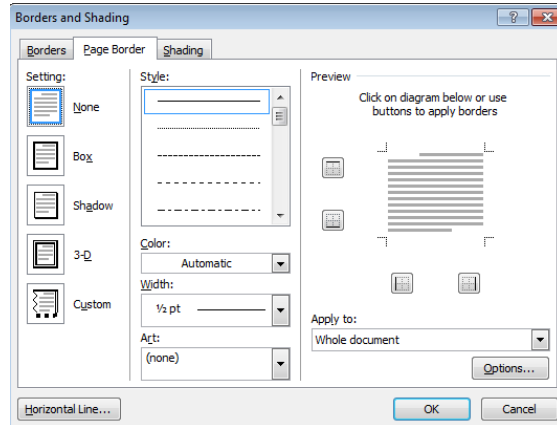 Borders and Shading
Borders
Page Border
Shading
Setting:
None
Box
Shadow
3-D
Custom
Style:
Color:
Automatic
Width:
½ pt
Art:
(none)
Preview
Click on diagram below or use
buttons to apply borders
Apply to:
Whole document
Options...
Horizontal Line...
OK
Cancel